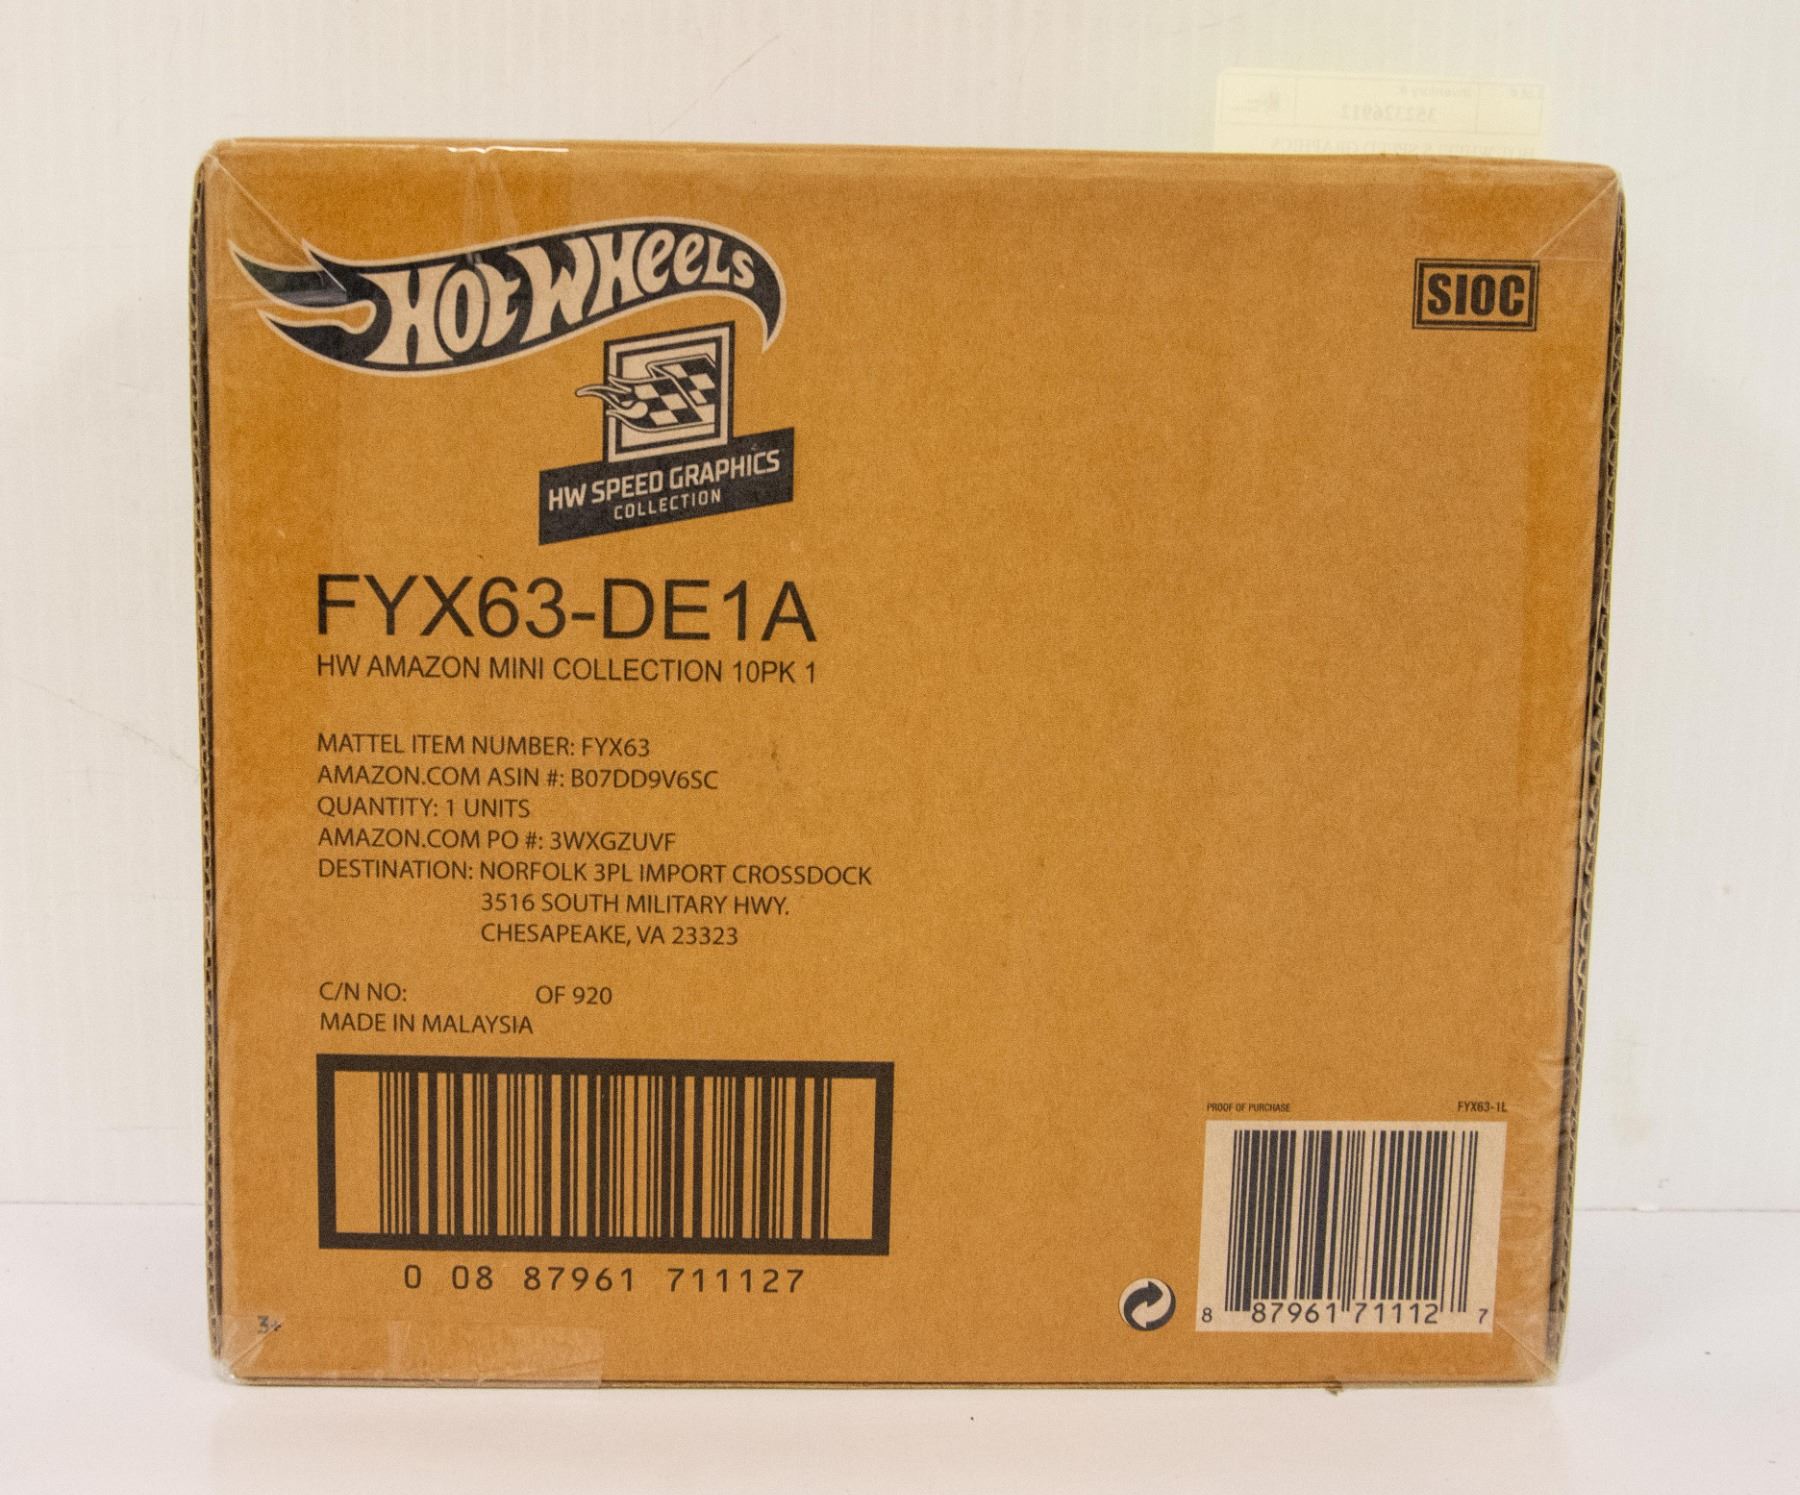 HOT WHEELS
SIOC
HW SPEED GRAPHICS
COLLECTION
FYX63-DE1A
HW AMAZON MINI COLLECTION 10PK 1
MATTEL ITEM NUMBER: FYX63
AMAZON.COM ASIN #: B07DD9V6SC
QUANTITY: 1 UNITS
AMAZON.COM PO #: 3WXGZUVF
DESTINATION: NORFOLK 3PL IMPORT CROSSDOCK
3516 SOUTH MILITARY HWY.
CHESAPEAKE, VA 23323
C/N NO: OF 920
MADE IN MALAYSIA
0 08 87961 711127
3+
PROOF OF PURCHASE FYX63-1L
8 87961 71112 7